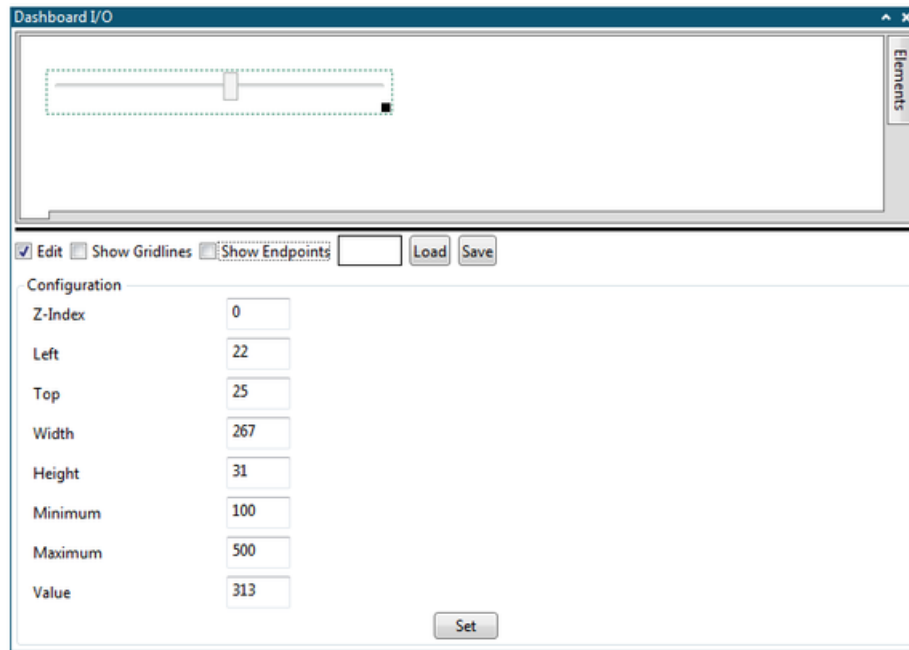 Dashboard I/O
Elements
Edit Show Gridlines Show Endpoints Load Save
Configuration
Z-Index 0
Left 22
Top 25
Width 267
Height 31
Minimum 100
Maximum 500
Value 313
Set